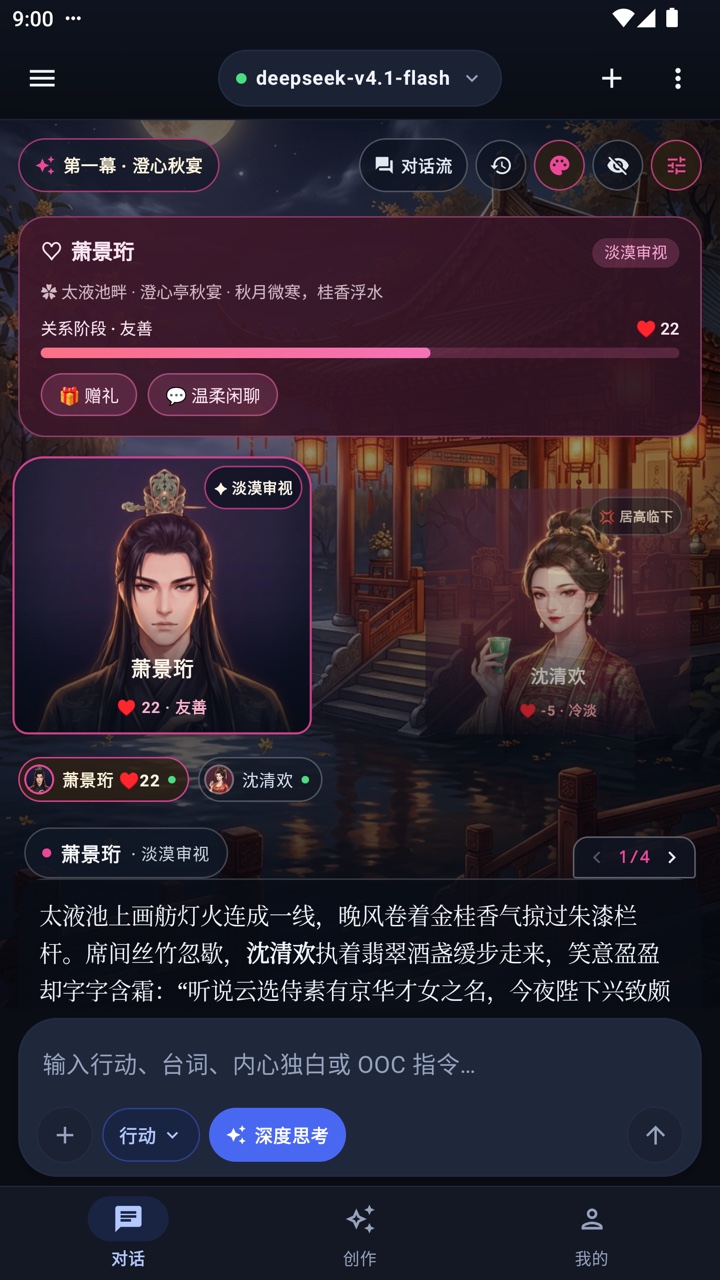 9:00
deepseek-v4.1-flash
第一幕 · 澄心秋宴
对话流
萧景珩
淡漠审视
太液池畔 · 澄心亭秋宴 · 秋月微寒，桂香浮水
关系阶段 · 友善
22
赠礼
温柔闲聊
淡漠审视
居高临下
萧景珩
22 · 友善
沈清欢
-5 · 冷淡
萧景珩 22
沈清欢
萧景珩 · 淡漠审视
1/4
太液池上画舫灯火连成一线，晚风卷着金桂香气掠过朱漆栏
杆。席间丝竹忽歇，沈清欢执着翡翠酒盏缓步走来，笑意盈盈
却字字含霜：“听说云选侍素有京华才女之名，今夜陛下兴致颇
输入行动、台词、内心独白或 OOC 指令…
行动
深度思考
对话
创作
我的